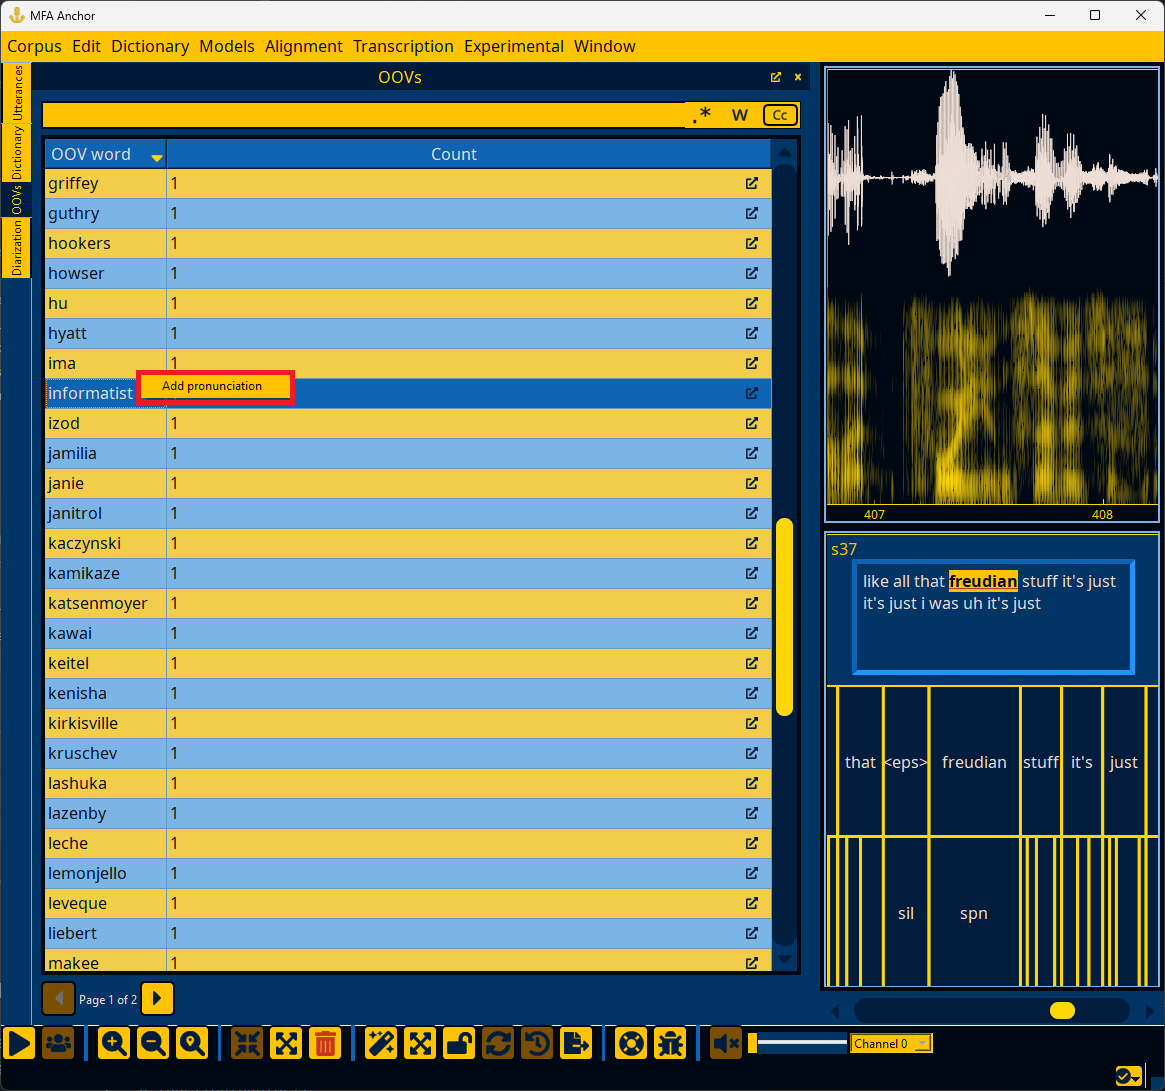 MFA Anchor
Corpus Edit Dictionary Models Alignment Transcription Experimental Window
Utterances
Dictionary
OOVs
Diarization
OOVs
.* W Cc
OOV word Count
griffey 1
guthry 1
hookers 1
howser 1
hu 1
hyatt 1
ima 1
informatist Add pronunciation
izod 1
jamilia 1
janie 1
janitrol 1
kaczynski 1
kamikaze 1
katsenmoyer 1
kawai 1
keitel 1
kenisha 1
kirkisville 1
kruschev 1
lashuka 1
lazenby 1
leche 1
lemonjello 1
leveque 1
liebert 1
makee 1
Page 1 of 2
407 408
s37
like all that freudian stuff it's just
it's just i was uh it's just
that <eps> freudian stuff it's just
sil spn
Channel 0